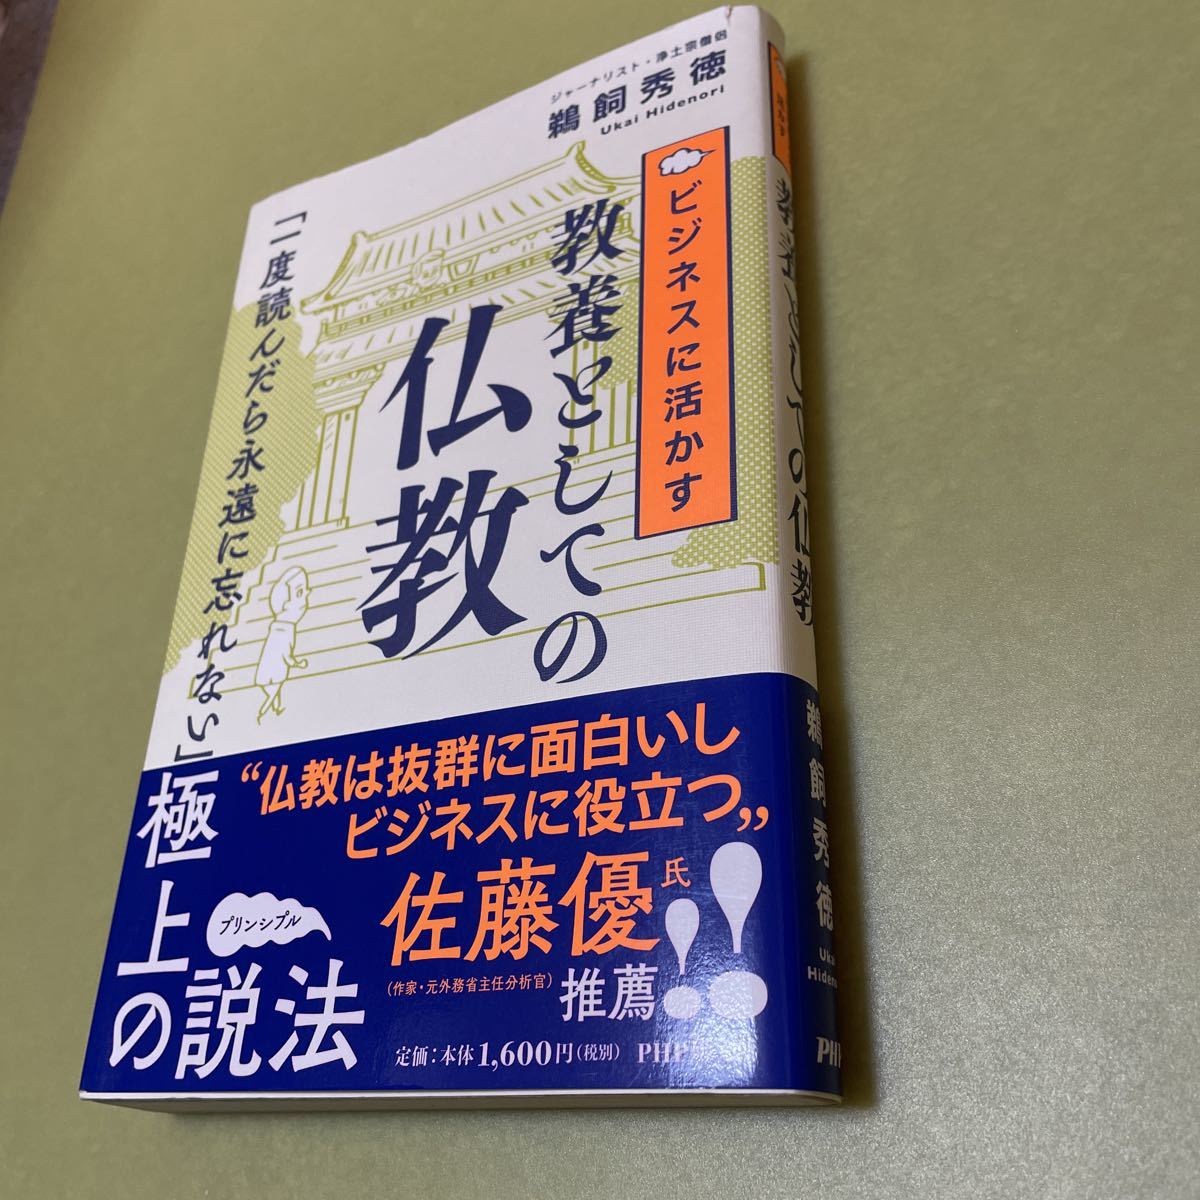 ジャーナリスト・浄土宗僧侶
鵜飼秀徳
Ukai Hidenori
ビジネスに活かす
教養としての
仏教
「一度読んだら永遠に忘れない」
極上の説法
プリンシプル
“仏教は抜群に面白いし
ビジネスに役立つ„
佐藤優氏
(作家・元外務省主任分析官)
推薦!!
定価:本体1,600円(税別)
PHP
教養としての仏教
鵜飼秀徳
Ukai
Hideno
PHP